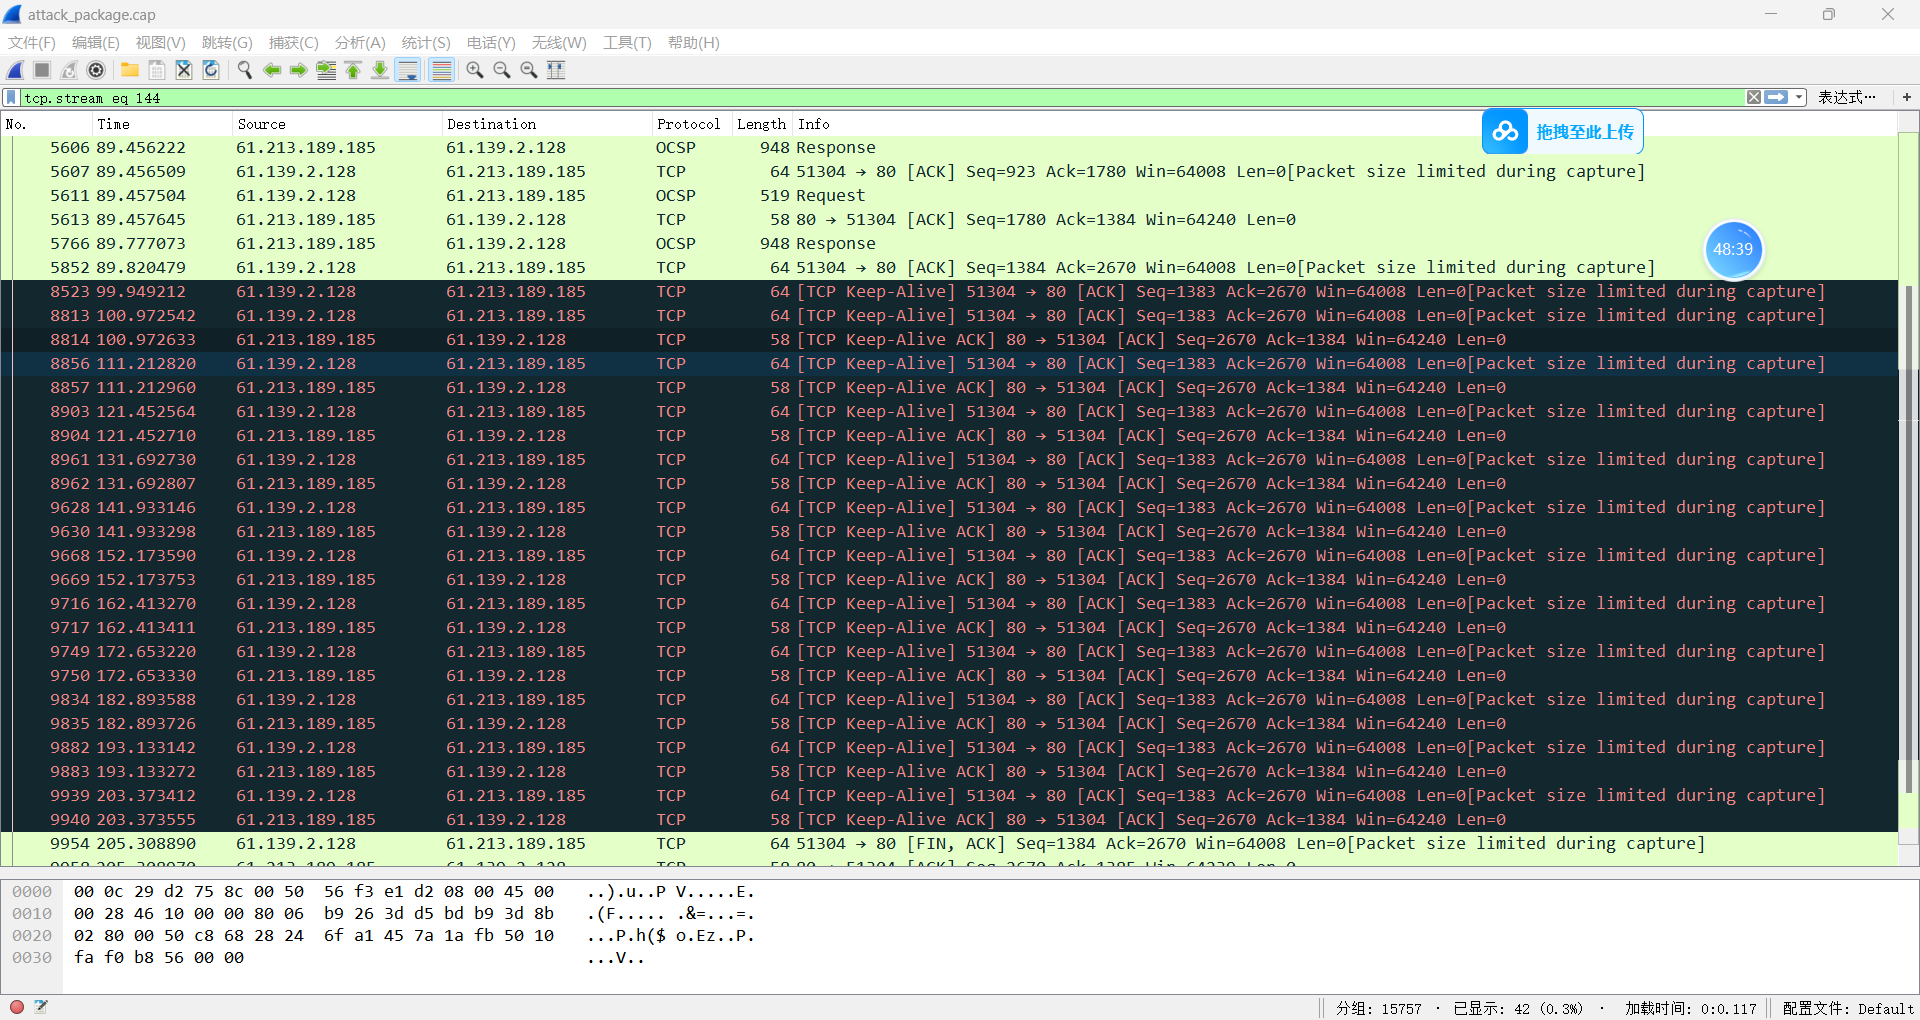 attack_package.cap
文件(F) 编辑(E) 视图(V) 跳转(G) 捕获(C) 分析(A) 统计(S) 电话(Y) 无线(W) 工具(T) 帮助(H)
tcp.stream eq 144 表达式… +
No. Time Source Destination Protocol Length Info
拖拽至此上传
5606 89.456222 61.213.189.185 61.139.2.128 OCSP 948 Response
5607 89.456509 61.139.2.128 61.213.189.185 TCP 64 51304 → 80 [ACK] Seq=923 Ack=1780 Win=64008 Len=0[Packet size limited during capture]
5611 89.457504 61.139.2.128 61.213.189.185 OCSP 519 Request
5613 89.457645 61.213.189.185 61.139.2.128 TCP 58 80 → 51304 [ACK] Seq=1780 Ack=1384 Win=64240 Len=0
5766 89.777073 61.213.189.185 61.139.2.128 OCSP 948 Response
48:39
5852 89.820479 61.139.2.128 61.213.189.185 TCP 64 51304 → 80 [ACK] Seq=1384 Ack=2670 Win=64008 Len=0[Packet size limited during capture]
8523 99.949212 61.139.2.128 61.213.189.185 TCP 64 [TCP Keep-Alive] 51304 → 80 [ACK] Seq=1383 Ack=2670 Win=64008 Len=0[Packet size limited during capture]
8813 100.972542 61.139.2.128 61.213.189.185 TCP 64 [TCP Keep-Alive] 51304 → 80 [ACK] Seq=1383 Ack=2670 Win=64008 Len=0[Packet size limited during capture]
8814 100.972633 61.213.189.185 61.139.2.128 TCP 58 [TCP Keep-Alive ACK] 80 → 51304 [ACK] Seq=2670 Ack=1384 Win=64240 Len=0
8856 111.212820 61.139.2.128 61.213.189.185 TCP 64 [TCP Keep-Alive] 51304 → 80 [ACK] Seq=1383 Ack=2670 Win=64008 Len=0[Packet size limited during capture]
8857 111.212960 61.213.189.185 61.139.2.128 TCP 58 [TCP Keep-Alive ACK] 80 → 51304 [ACK] Seq=2670 Ack=1384 Win=64240 Len=0
8903 121.452564 61.139.2.128 61.213.189.185 TCP 64 [TCP Keep-Alive] 51304 → 80 [ACK] Seq=1383 Ack=2670 Win=64008 Len=0[Packet size limited during capture]
8904 121.452710 61.213.189.185 61.139.2.128 TCP 58 [TCP Keep-Alive ACK] 80 → 51304 [ACK] Seq=2670 Ack=1384 Win=64240 Len=0
8961 131.692730 61.139.2.128 61.213.189.185 TCP 64 [TCP Keep-Alive] 51304 → 80 [ACK] Seq=1383 Ack=2670 Win=64008 Len=0[Packet size limited during capture]
8962 131.692807 61.213.189.185 61.139.2.128 TCP 58 [TCP Keep-Alive ACK] 80 → 51304 [ACK] Seq=2670 Ack=1384 Win=64240 Len=0
9628 141.933146 61.139.2.128 61.213.189.185 TCP 64 [TCP Keep-Alive] 51304 → 80 [ACK] Seq=1383 Ack=2670 Win=64008 Len=0[Packet size limited during capture]
9630 141.933298 61.213.189.185 61.139.2.128 TCP 58 [TCP Keep-Alive ACK] 80 → 51304 [ACK] Seq=2670 Ack=1384 Win=64240 Len=0
9668 152.173590 61.139.2.128 61.213.189.185 TCP 64 [TCP Keep-Alive] 51304 → 80 [ACK] Seq=1383 Ack=2670 Win=64008 Len=0[Packet size limited during capture]
9669 152.173753 61.213.189.185 61.139.2.128 TCP 58 [TCP Keep-Alive ACK] 80 → 51304 [ACK] Seq=2670 Ack=1384 Win=64240 Len=0
9716 162.413270 61.139.2.128 61.213.189.185 TCP 64 [TCP Keep-Alive] 51304 → 80 [ACK] Seq=1383 Ack=2670 Win=64008 Len=0[Packet size limited during capture]
9717 162.413411 61.213.189.185 61.139.2.128 TCP 58 [TCP Keep-Alive ACK] 80 → 51304 [ACK] Seq=2670 Ack=1384 Win=64240 Len=0
9749 172.653220 61.139.2.128 61.213.189.185 TCP 64 [TCP Keep-Alive] 51304 → 80 [ACK] Seq=1383 Ack=2670 Win=64008 Len=0[Packet size limited during capture]
9750 172.653330 61.213.189.185 61.139.2.128 TCP 58 [TCP Keep-Alive ACK] 80 → 51304 [ACK] Seq=2670 Ack=1384 Win=64240 Len=0
9834 182.893588 61.139.2.128 61.213.189.185 TCP 64 [TCP Keep-Alive] 51304 → 80 [ACK] Seq=1383 Ack=2670 Win=64008 Len=0[Packet size limited during capture]
9835 182.893726 61.213.189.185 61.139.2.128 TCP 58 [TCP Keep-Alive ACK] 80 → 51304 [ACK] Seq=2670 Ack=1384 Win=64240 Len=0
9882 193.133142 61.139.2.128 61.213.189.185 TCP 64 [TCP Keep-Alive] 51304 → 80 [ACK] Seq=1383 Ack=2670 Win=64008 Len=0[Packet size limited during capture]
9883 193.133272 61.213.189.185 61.139.2.128 TCP 58 [TCP Keep-Alive ACK] 80 → 51304 [ACK] Seq=2670 Ack=1384 Win=64240 Len=0
9939 203.373412 61.139.2.128 61.213.189.185 TCP 64 [TCP Keep-Alive] 51304 → 80 [ACK] Seq=1383 Ack=2670 Win=64008 Len=0[Packet size limited during capture]
9940 203.373555 61.213.189.185 61.139.2.128 TCP 58 [TCP Keep-Alive ACK] 80 → 51304 [ACK] Seq=2670 Ack=1384 Win=64240 Len=0
9954 205.308890 61.139.2.128 61.213.189.185 TCP 64 51304 → 80 [FIN, ACK] Seq=1384 Ack=2670 Win=64008 Len=0[Packet size limited during capture]
0000 00 0c 29 d2 75 8c 00 50 56 f3 e1 d2 08 00 45 00 ..).u..P V.....E.
0010 00 28 46 10 00 00 80 06 b9 26 3d d5 bd b9 3d 8b .(F..... .&=...=.
0020 02 80 00 50 c8 68 28 24 6f a1 45 7a 1a fb 50 10 ...P.h($ o.Ez..P.
0030 fa f0 b8 56 00 00 ...V..
分组: 15757 · 已显示: 42 (0.3%) · 加载时间: 0:0.117 配置文件: Default